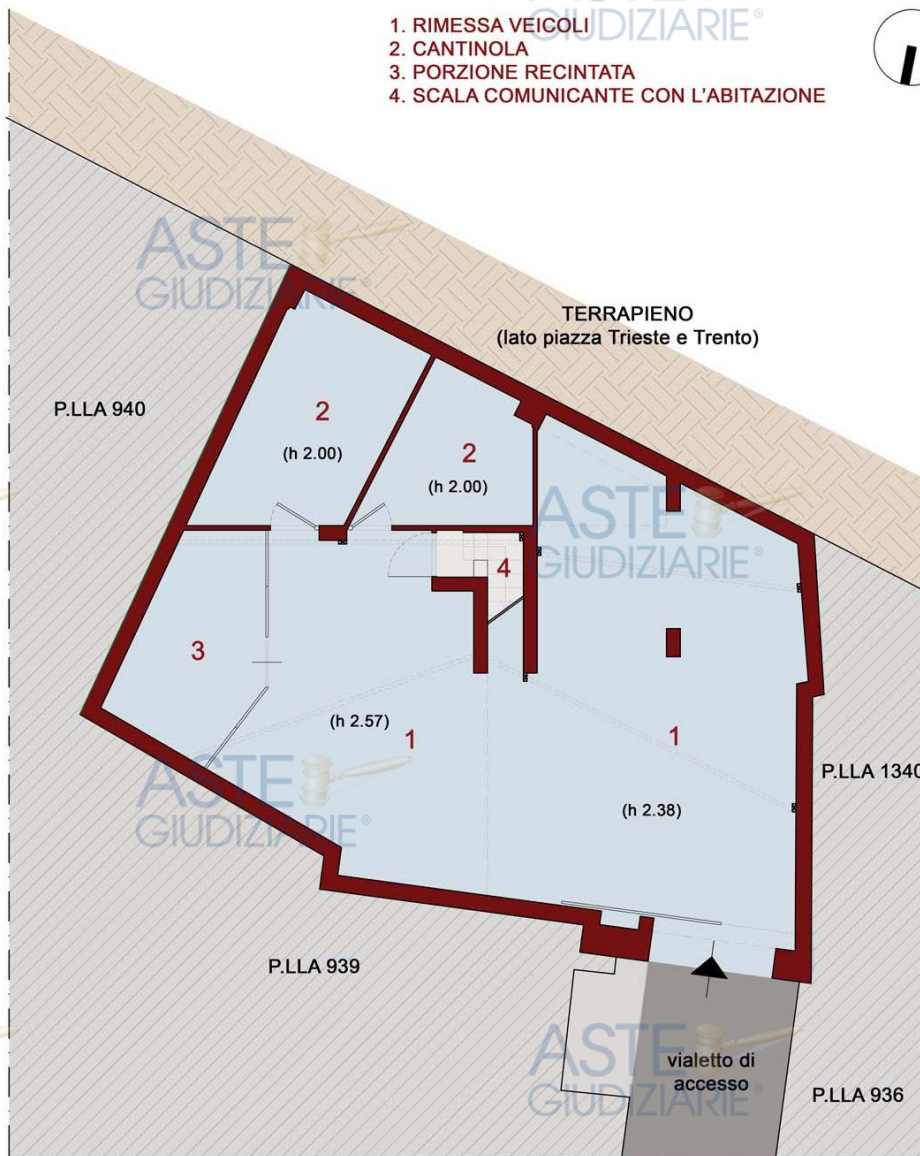 1. RIMESSA VEICOLI
2. CANTINOLA
3. PORZIONE RECINTATA
4. SCALA COMUNICANTE CON L'ABITAZIONE
ASTE
GIUDIZIARIE®
ASTE
GIUDIZIARIE®
TERRAPIENO
(lato piazza Trieste e Trento)
P.LLA 940
2
(h 2.00)
2
(h 2.00)
ASTE
GIUDIZIARIE®
4
3
(h 2.57)
1
1
(h 2.38)
P.LLA 1340
ASTE
GIUDIZIARIE®
P.LLA 939
ASTE
GIUDIZIARIE®
vialetto di
accesso
P.LLA 936